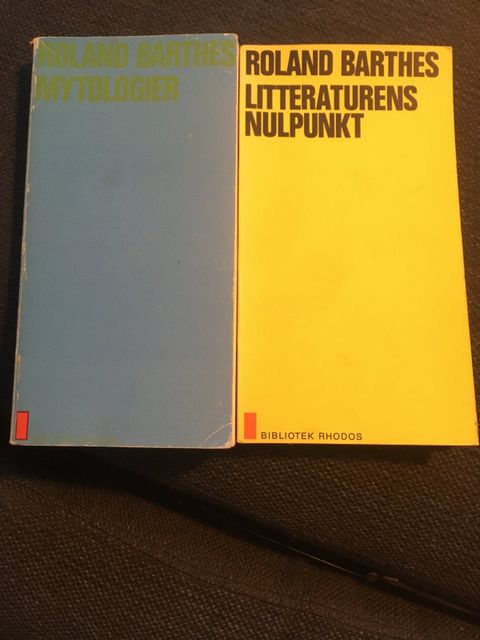 ROLAND BARTHES
MYTOLOGIER
ROLAND BARTHES
LITTERATURENS
NULPUNKT
BIBLIOTEK RHODOS